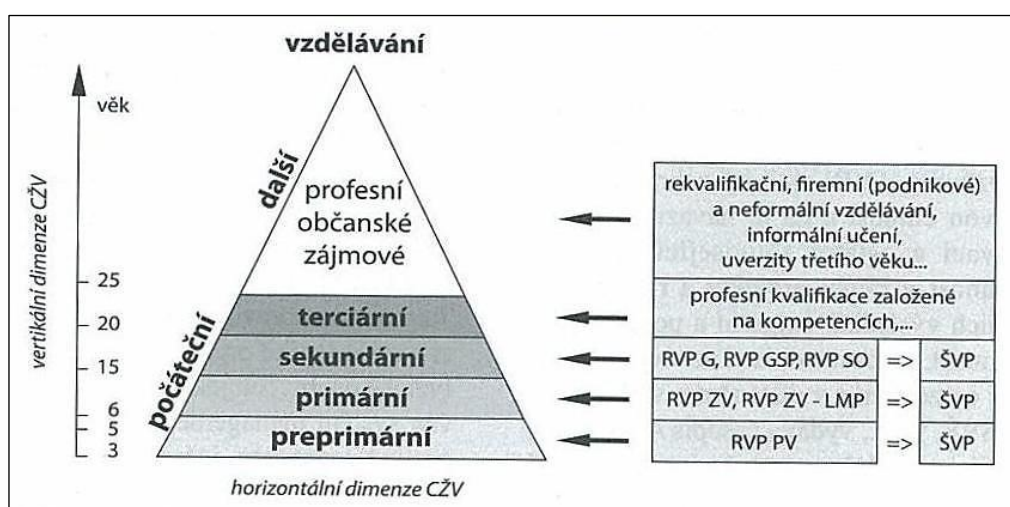 vzdělávání
věk
vertikální dimenze CŽV
25
20
15
6
5
3
další
počáteční
profesní
občanské
zájmové
terciární
sekundární
primární
preprimární
horizontální dimenze CŽV
rekvalifikační, firemní (podnikové)
a neformální vzdělávání,
informální učení,
univerzity třetího věku...
profesní kvalifikace založené
na kompetencích,...
RVP G, RVP GSP, RVP SO => ŠVP
RVP ZV, RVP ZV - LMP => ŠVP
RVP PV => ŠVP